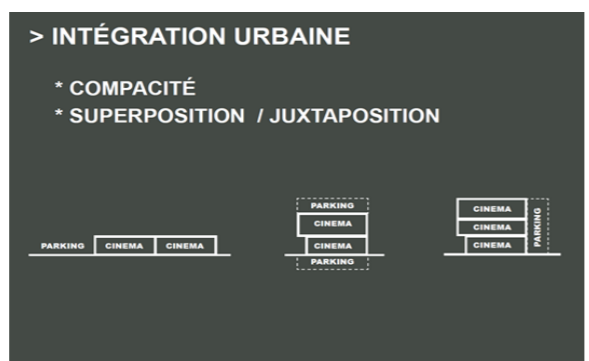 > INTÉGRATION URBAINE
* COMPACITÉ
* SUPERPOSITION / JUXTAPOSITION
PARKING CINEMA CINEMA
PARKING
CINEMA
CINEMA
PARKING
CINEMA
CINEMA
CINEMA
PARKING